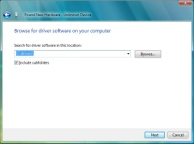 Found New Hardware - Unknown Device
Browse for driver software on your computer
Search for driver software in this location:
Browse...
Include subfolders
Next
Cancel